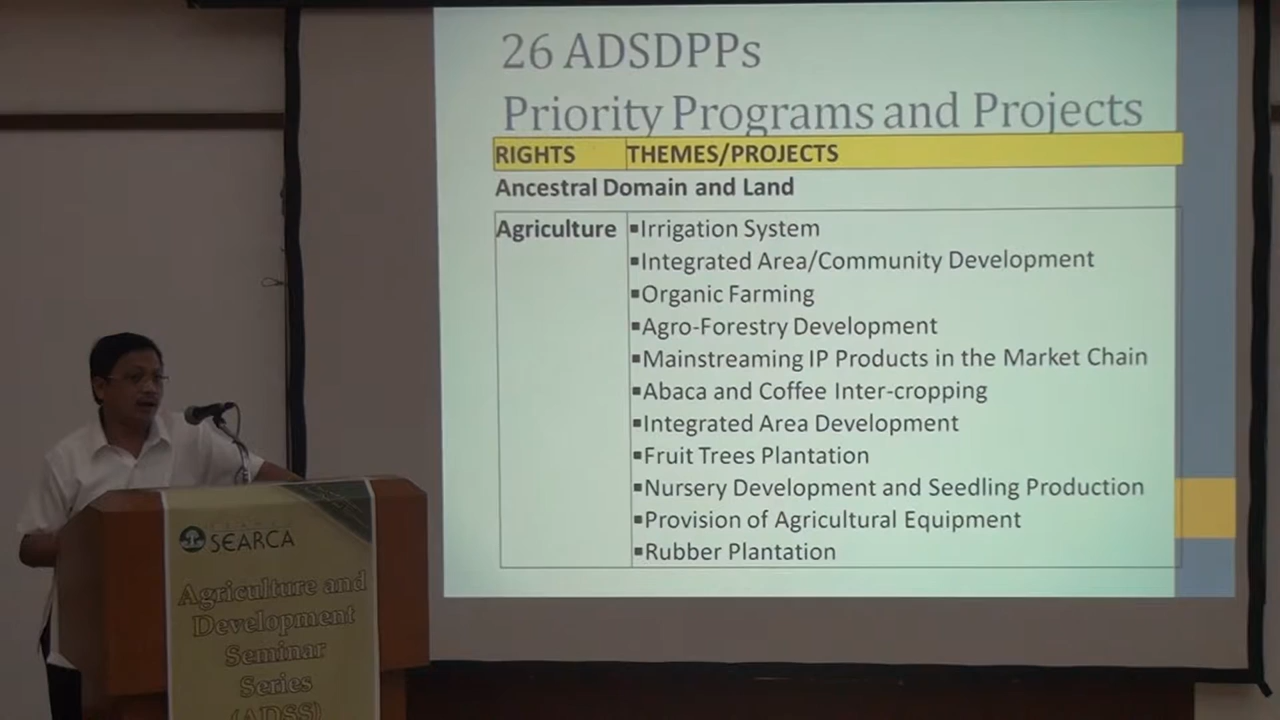 26 ADSDPPs
Priority Programs and Projects
RIGHTS THEMES/PROJECTS
Ancestral Domain and Land
Agriculture ▪Irrigation System
▪Integrated Area/Community Development
▪Organic Farming
▪Agro-Forestry Development
▪Mainstreaming IP Products in the Market Chain
▪Abaca and Coffee Inter-cropping
▪Integrated Area Development
▪Fruit Trees Plantation
▪Nursery Development and Seedling Production
▪Provision of Agricultural Equipment
▪Rubber Plantation
SEARCA
Agriculture and
Development
Seminar
Series
(ADSS)